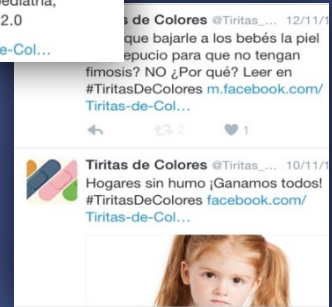 ediatría,
2.0
e-Col...
s de Colores @Tiritas_... 12/11/1
que bajarle a los bebés la piel
epucio para que no tengan
fimosis? NO ¿Por qué? Leer en
#TiritasDeColores m.facebook.com/
Tiritas-de-Col...
2 1
Tiritas de Colores @Tiritas_... 10/11/1
Hogares sin humo ¡Ganamos todos!
#TiritasDeColores facebook.com/
Tiritas-de-Col...